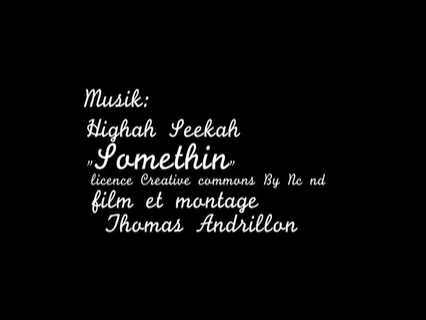 Musik:
Highah Seekah
„Somethin”
licence Creative commons By Nc nd
film et montage
Thomas Andrillon